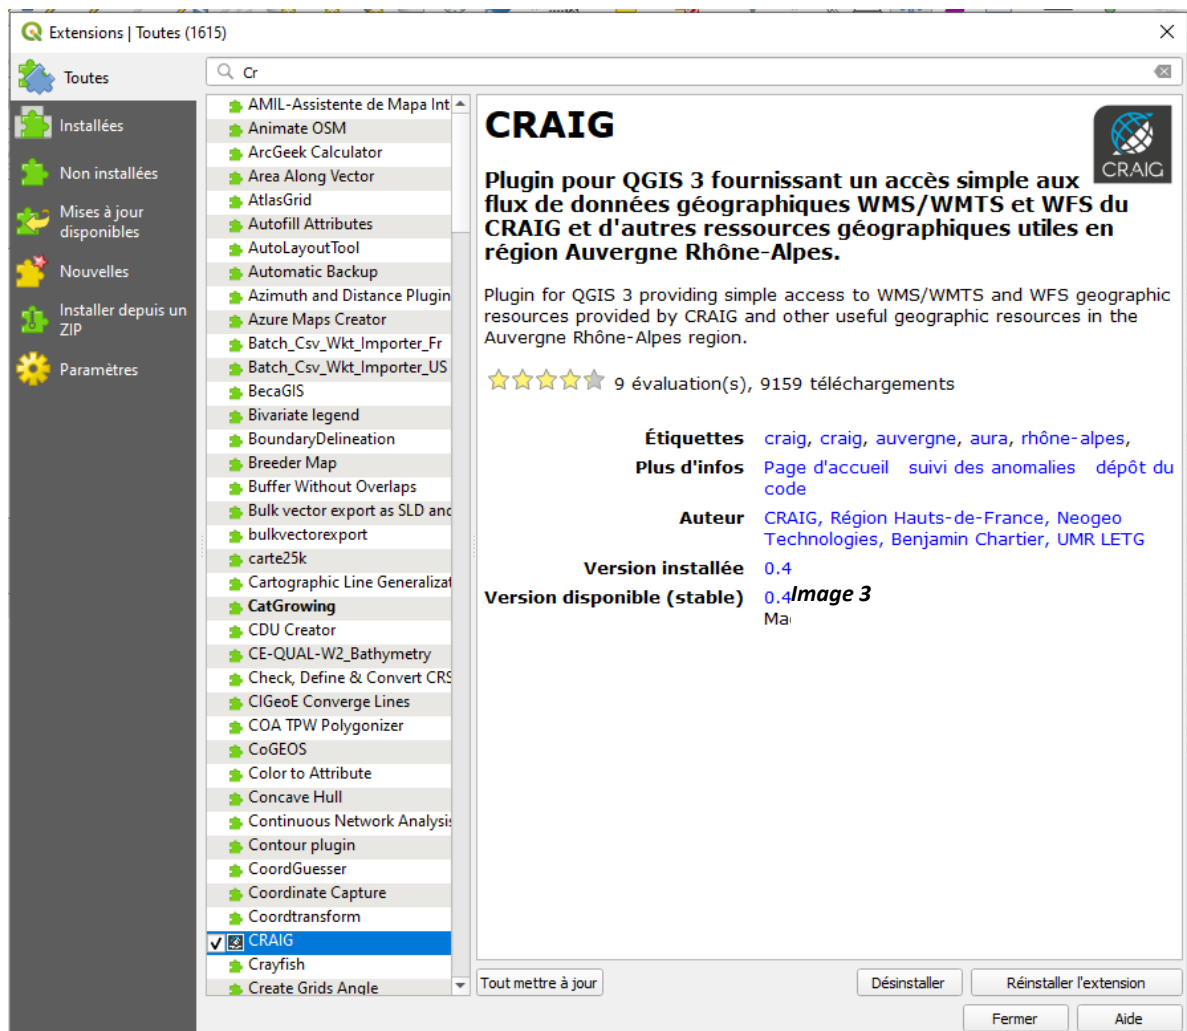 Extensions | Toutes (1615)
Toutes
Installées
Non installées
Mises à jour
disponibles
Nouvelles
Installer depuis un
ZIP
Paramètres
Cr
AMIL-Assistente de Mapa Int
Animate OSM
ArcGeek Calculator
Area Along Vector
AtlasGrid
Autofill Attributes
AutoLayoutTool
Automatic Backup
Azimuth and Distance Plugin
Azure Maps Creator
Batch_Csv_Wkt_Importer_Fr
Batch_Csv_Wkt_Importer_US
BecaGIS
Bivariate legend
BoundaryDelineation
Breeder Map
Buffer Without Overlaps
Bulk vector export as SLD and
bulkvectorexport
carte25k
Cartographic Line Generalizat
CatGrowing
CDU Creator
CE-QUAL-W2_Bathymetry
Check, Define & Convert CRS
CIGeoE Converge Lines
COA TPW Polygonizer
CoGEOS
Color to Attribute
Concave Hull
Continuous Network Analysis
Contour plugin
CoordGuesser
Coordinate Capture
Coordtransform
CRAIG
Crayfish
Create Grids Angle
CRAIG
CRAIG
Plugin pour QGIS 3 fournissant un accès simple aux
flux de données géographiques WMS/WMTS et WFS du
CRAIG et d'autres ressources géographiques utiles en
région Auvergne Rhône-Alpes.
Plugin for QGIS 3 providing simple access to WMS/WMTS and WFS geographic
resources provided by CRAIG and other useful geographic resources in the
Auvergne Rhône-Alpes region.
9 évaluation(s), 9159 téléchargements
Étiquettes craig, craig, auvergne, aura, rhône-alpes,
Plus d'infos Page d'accueil suivi des anomalies dépôt du
code
Auteur CRAIG, Région Hauts-de-France, Neogeo
Technologies, Benjamin Chartier, UMR LETG
Version installée 0.4
Version disponible (stable) 0.4 Image 3
Ma
Tout mettre à jour Désinstaller Réinstaller l'extension
Fermer Aide